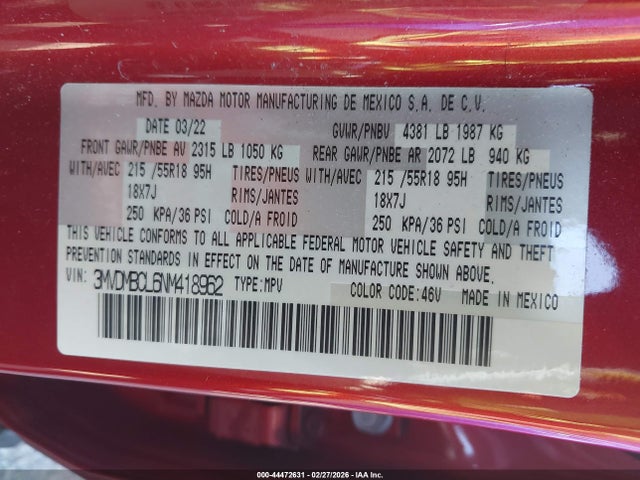 MFD. BY MAZDA MOTOR MANUFACTURING DE MEXICO S.A. DE C.V.
DATE 03/22 GVWR/PNBV 4381 LB 1987 KG
FRONT GAWR/PNBE AV 2315 LB 1050 KG REAR GAWR/PNBE AR 2072 LB 940 KG
WITH/AVEC 215 /55R18 95H TIRES/PNEUS WITH/AVEC 215 /55R18 95H TIRES/PNEUS
18X7J RIMS/JANTES 18X7J RIMS/JANTES
250 KPA/36 PSI COLD/A FROID 250 KPA/36 PSI COLD/A FROID
THIS VEHICLE CONFORMS TO ALL APPLICABLE FEDERAL MOTOR VEHICLE SAFETY AND THEFT
PREVENTION STANDARDS IN EFFECT ON THE DATE OF MANUFACTURE SHOWN ABOVE.
VIN: 3MVDMBCL6NM418962 TYPE:MPV COLOR CODE:46V MADE IN MEXICO
000-44472631 - 02/27/2026 - IAA Inc.